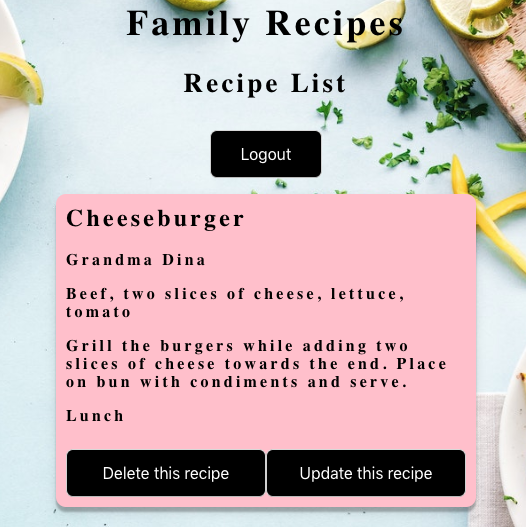 Family Recipes
Recipe List
Logout
Cheeseburger
Grandma Dina
Beef, two slices of cheese, lettuce,
tomato
Grill the burgers while adding two
slices of cheese towards the end. Place
on bun with condiments and serve.
Lunch
Delete this recipe
Update this recipe